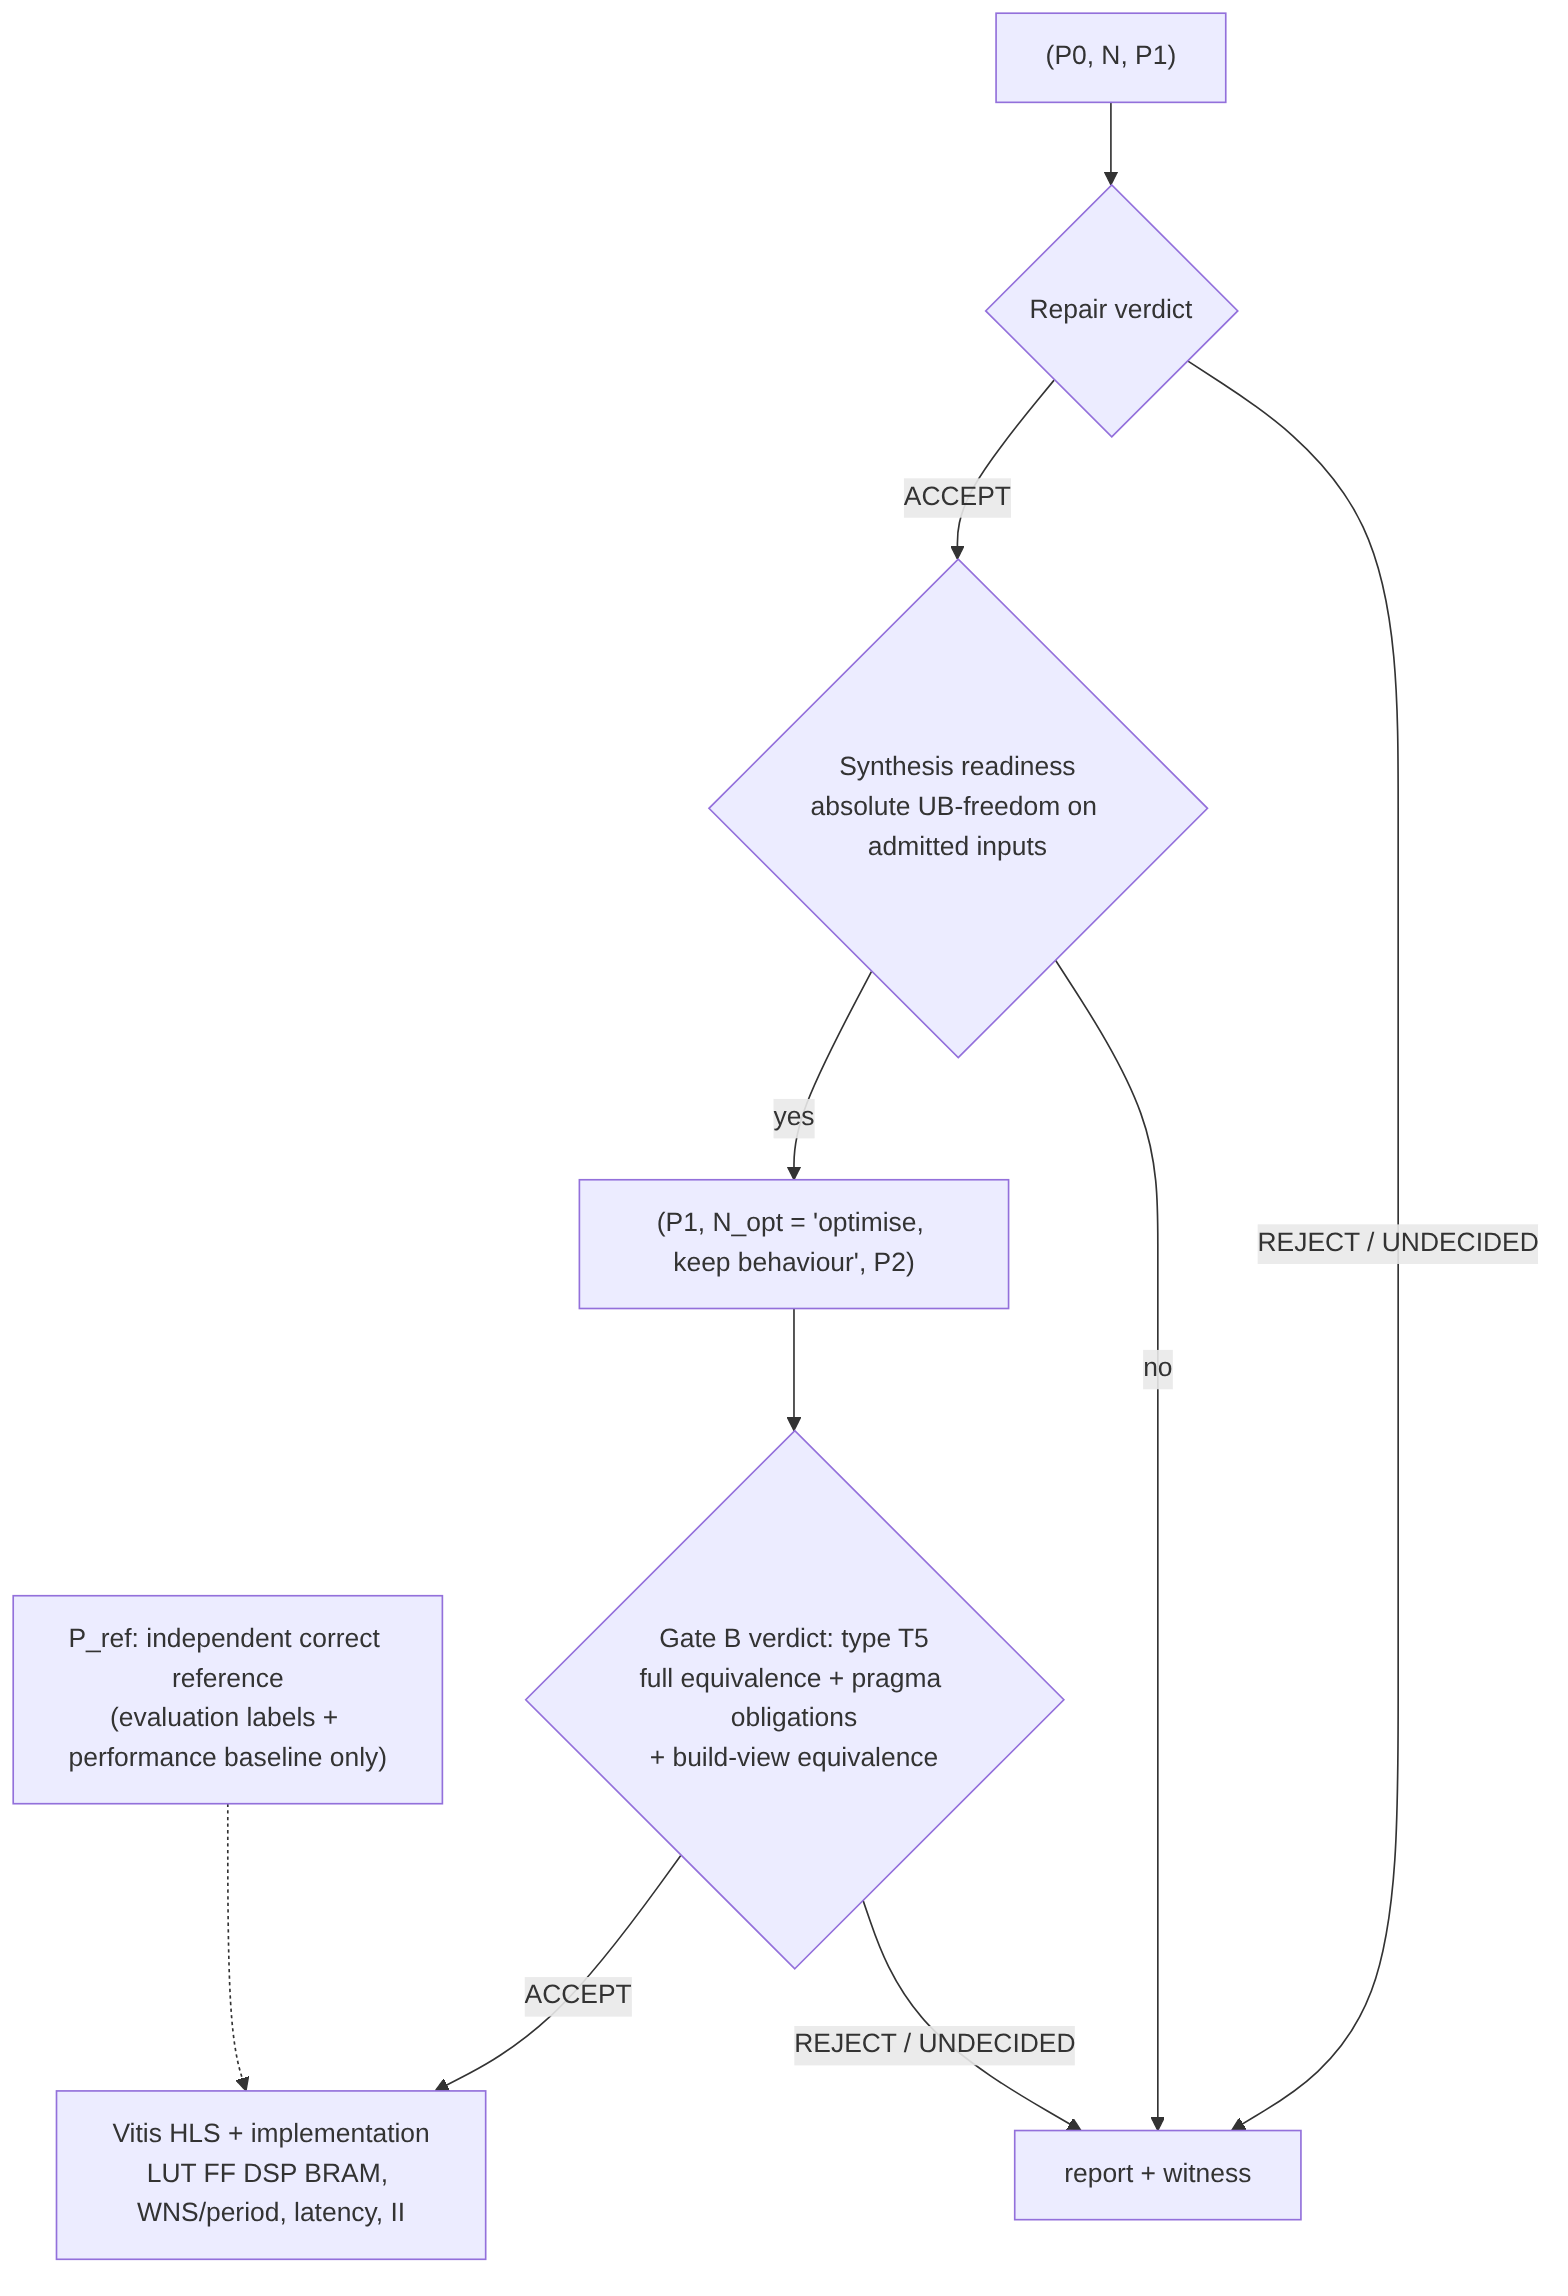 (P0, N, P1)
Repair verdict
ACCEPT
Synthesis readiness
absolute UB-freedom on
admitted inputs
yes
(P1, N_opt = 'optimise,
keep behaviour', P2)
REJECT / UNDECIDED
no
P_ref: independent correct
reference
(evaluation labels +
performance baseline only)
Gate B verdict: type T5
full equivalence + pragma
obligations
+ build-view equivalence
ACCEPT
REJECT / UNDECIDED
Vitis HLS + implementation
LUT FF DSP BRAM,
WNS/period, latency, II
report + witness